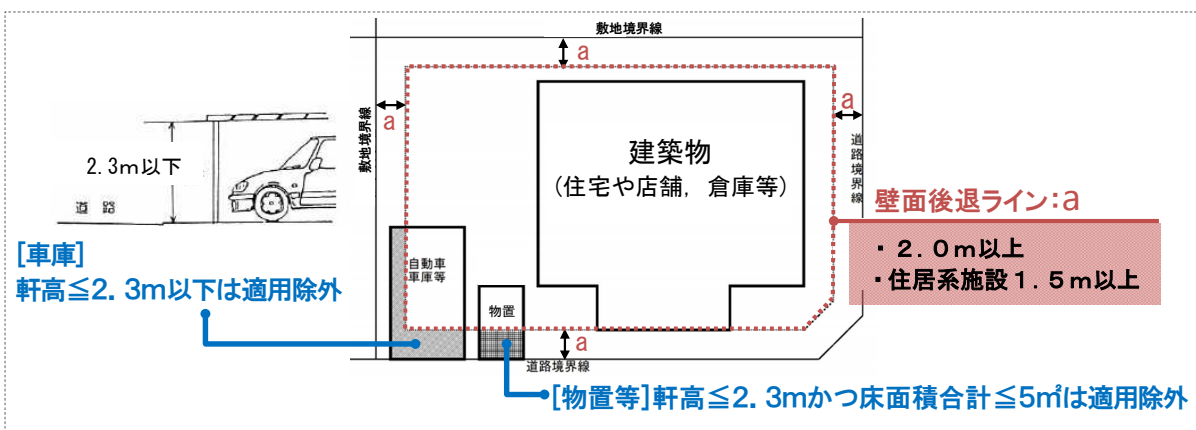 敷地境界線
a
a
敷地境界線
a
道路境界線
2.3m以下
道 路
建築物
(住宅や店舗，倉庫等)
壁面後退ライン:a
・ ２．０ｍ以上
・住居系施設１．５ｍ以上
[車庫]
軒高≦2．3m以下は適用除外
自動車
車庫等
物置
a
道路境界線
[物置等]軒高≦2．3mかつ床面積合計≦5㎡は適用除外